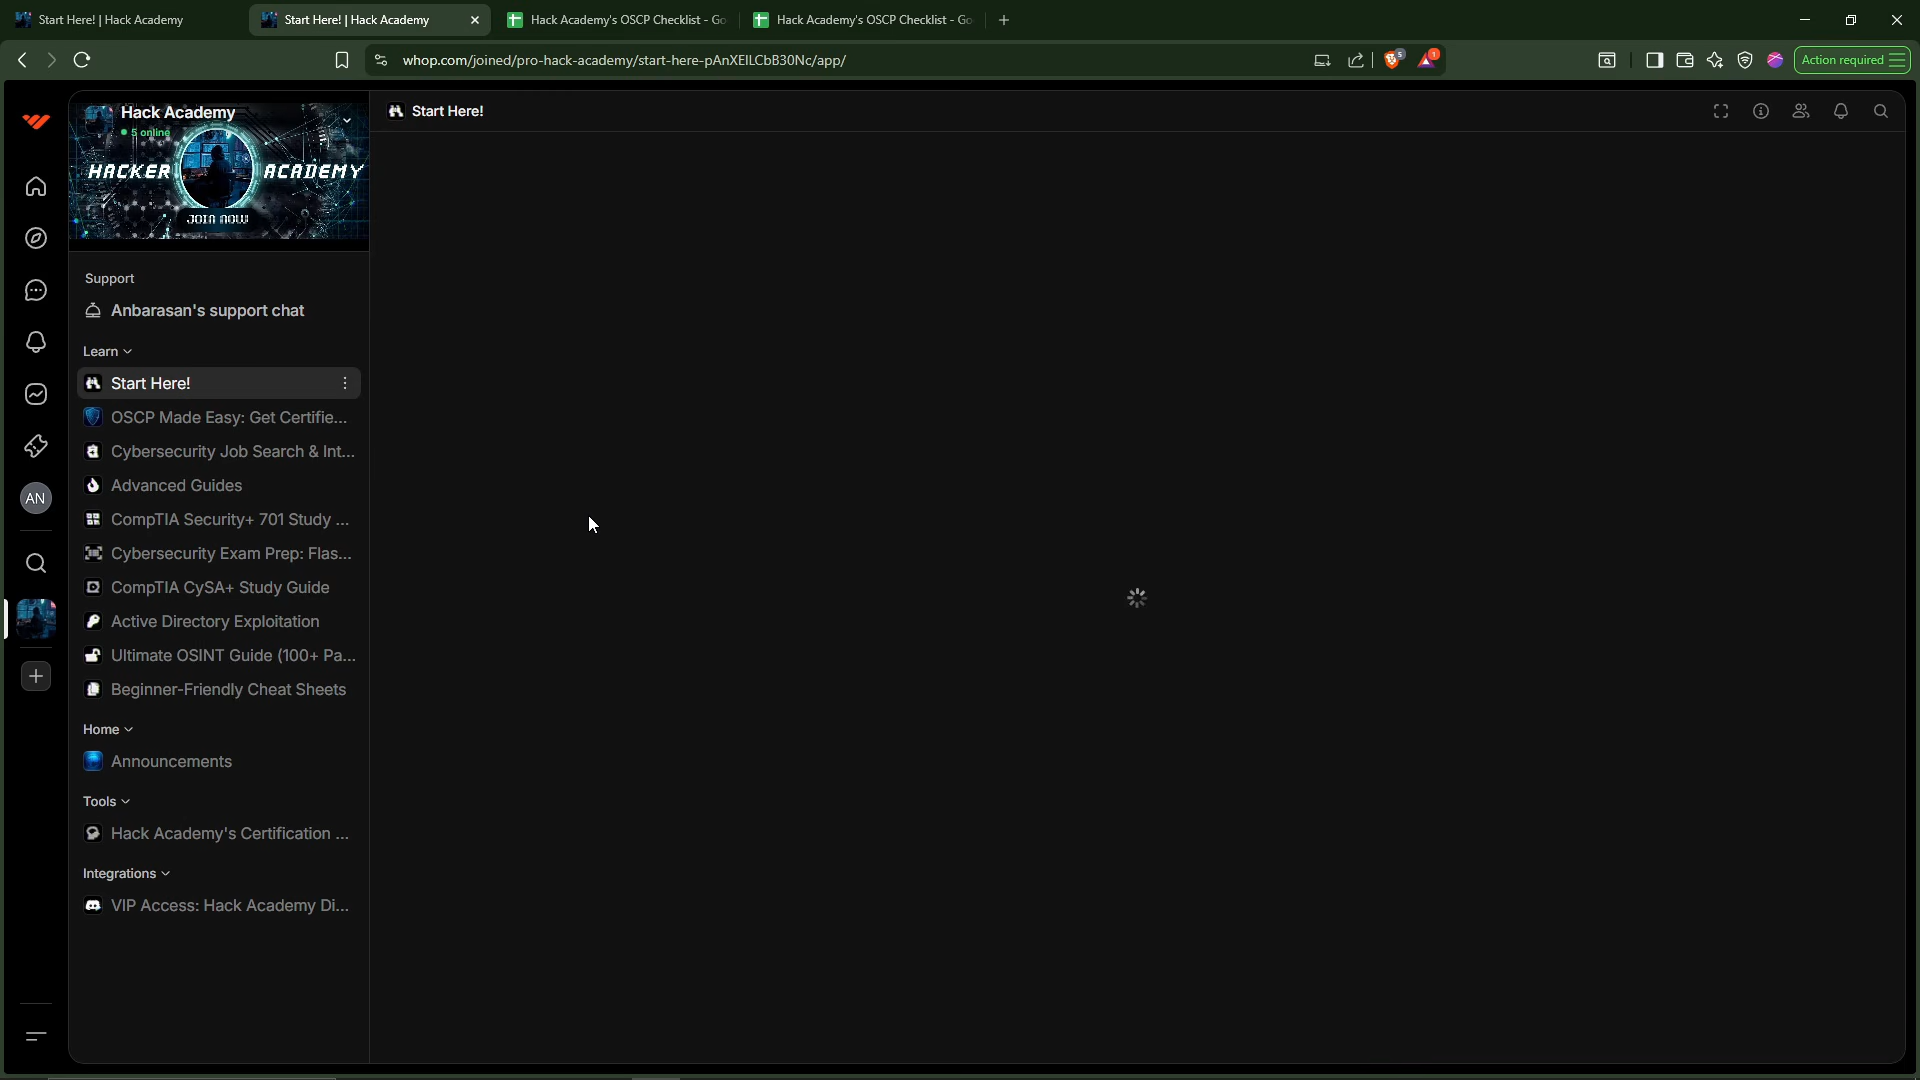 Start Here! | Hack Academy
Start Here! | Hack Academy
Hack Academy's OSCP Checklist - Go
Hack Academy's OSCP Checklist - Go
whop.com/joined/pro-hack-academy/start-here-pAnXEILCbB30Nc/app/
5
1
Action required
Hack Academy
5 online
HACKER ACADEMY
JOIN NOW!
Start Here!
Support
Anbarasan's support chat
Learn
Start Here!
OSCP Made Easy: Get Certifie...
Cybersecurity Job Search & Int...
Advanced Guides
AN
CompTIA Security+ 701 Study ...
Cybersecurity Exam Prep: Flas...
CompTIA CySA+ Study Guide
Active Directory Exploitation
Ultimate OSINT Guide (100+ Pa...
Beginner-Friendly Cheat Sheets
Home
Announcements
Tools
Hack Academy's Certification ...
Integrations
VIP Access: Hack Academy Di...